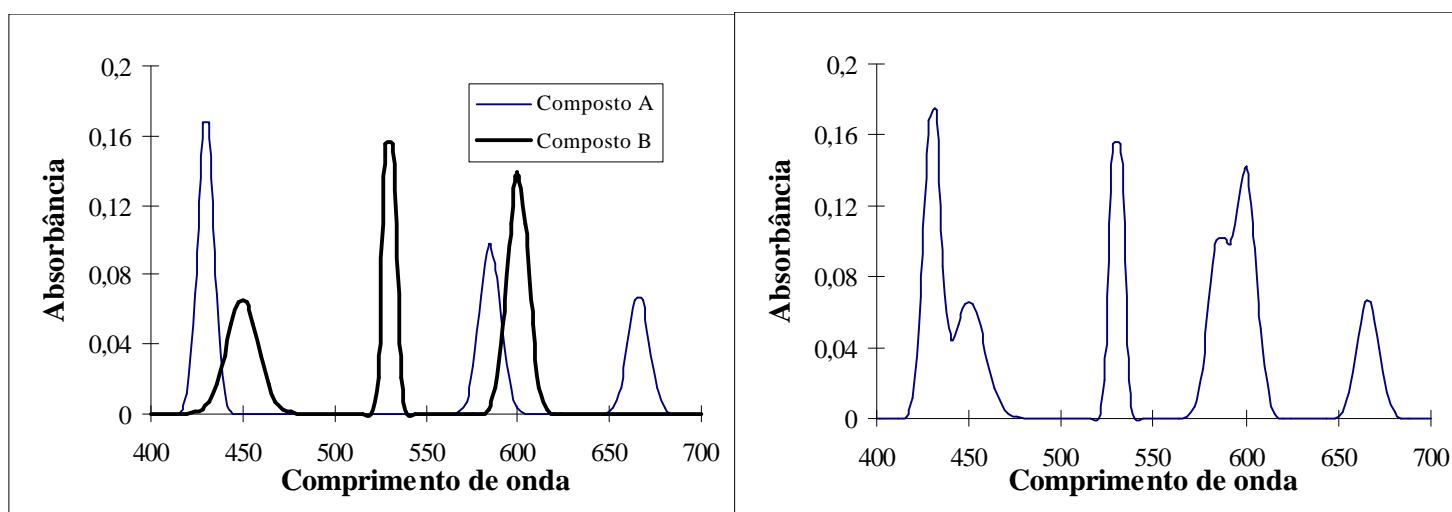 0,2
0,16
0,12
0,08
0,04
0
Absorbância
Composto A
Composto B
400 450 500 550 600 650 700
Comprimento de onda
0,2
0,16
0,12
0,08
0,04
0
Absorbância
400 450 500 550 600 650 700
Comprimento de onda